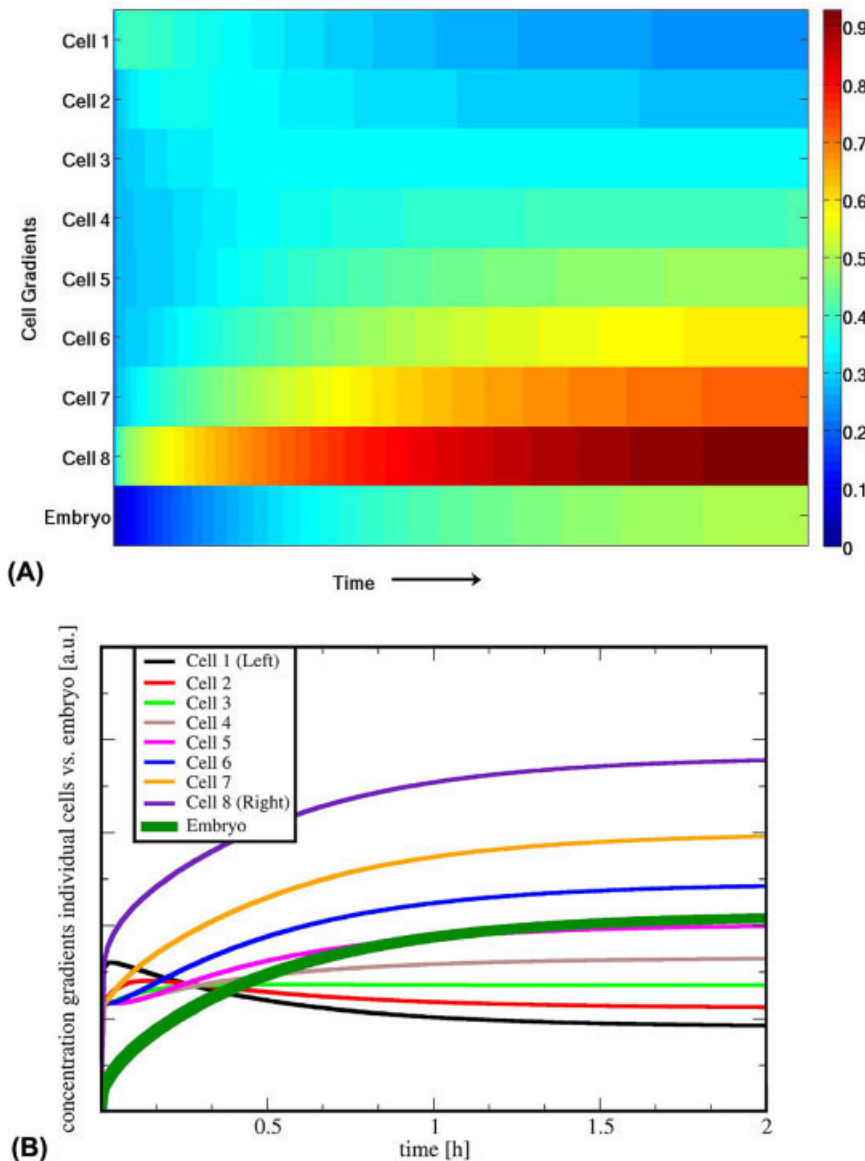 Cell 1
Cell 2
Cell 3
Cell 4
Cell 5
Cell 6
Cell 7
Cell 8
Embryo
Cell Gradients
0.9
0.8
0.7
0.6
0.5
0.4
0.3
0.2
0.1
0
(A)
Time
concentration gradients individual cells vs. embryo [a.u.]
Cell 1 (Left)
Cell 2
Cell 3
Cell 4
Cell 5
Cell 6
Cell 7
Cell 8 (Right)
Embryo
0.5
1
1.5
2
time [h]
(B)